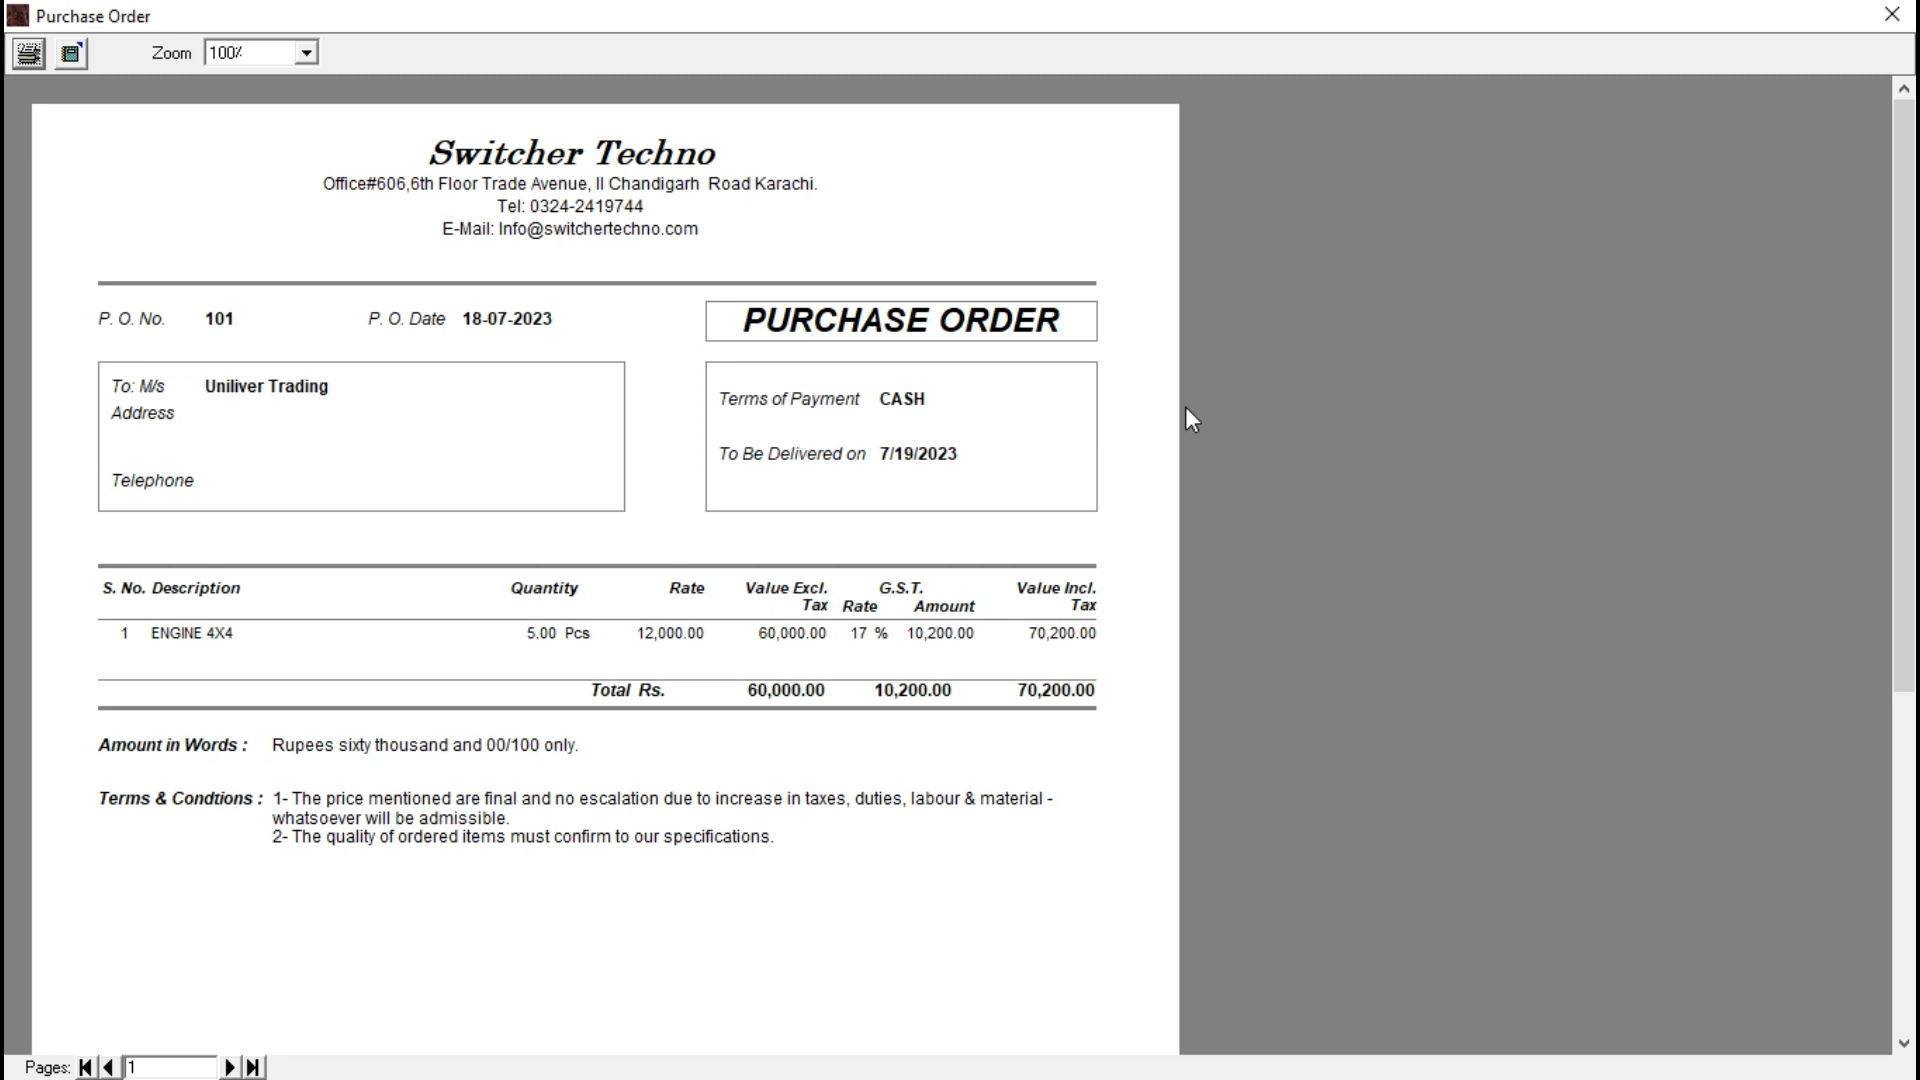 Purchase Order
Zoom 100%
Switcher Techno
Office#606,6th Floor Trade Avenue, II Chandigarh Road Karachi.
Tel: 0324-2419744
E-Mail: Info@switchertechno.com
P. O. No. 101 P. O. Date 18-07-2023
PURCHASE ORDER
To: M/s Uniliver Trading
Address
Telephone
Terms of Payment CASH
To Be Delivered on 7/19/2023
S. No. Description Quantity Rate Value Excl. G.S.T. Value Incl.
Tax Rate Amount Tax
1 ENGINE 4X4 5.00 Pcs 12,000.00 60,000.00 17 % 10,200.00 70,200.00
Total Rs. 60,000.00 10,200.00 70,200.00
Amount in Words : Rupees sixty thousand and 00/100 only.
Terms & Condtions : 1- The price mentioned are final and no escalation due to increase in taxes, duties, labour & material -
whatsoever will be admissible.
2- The quality of ordered items must confirm to our specifications.
Pages: 1